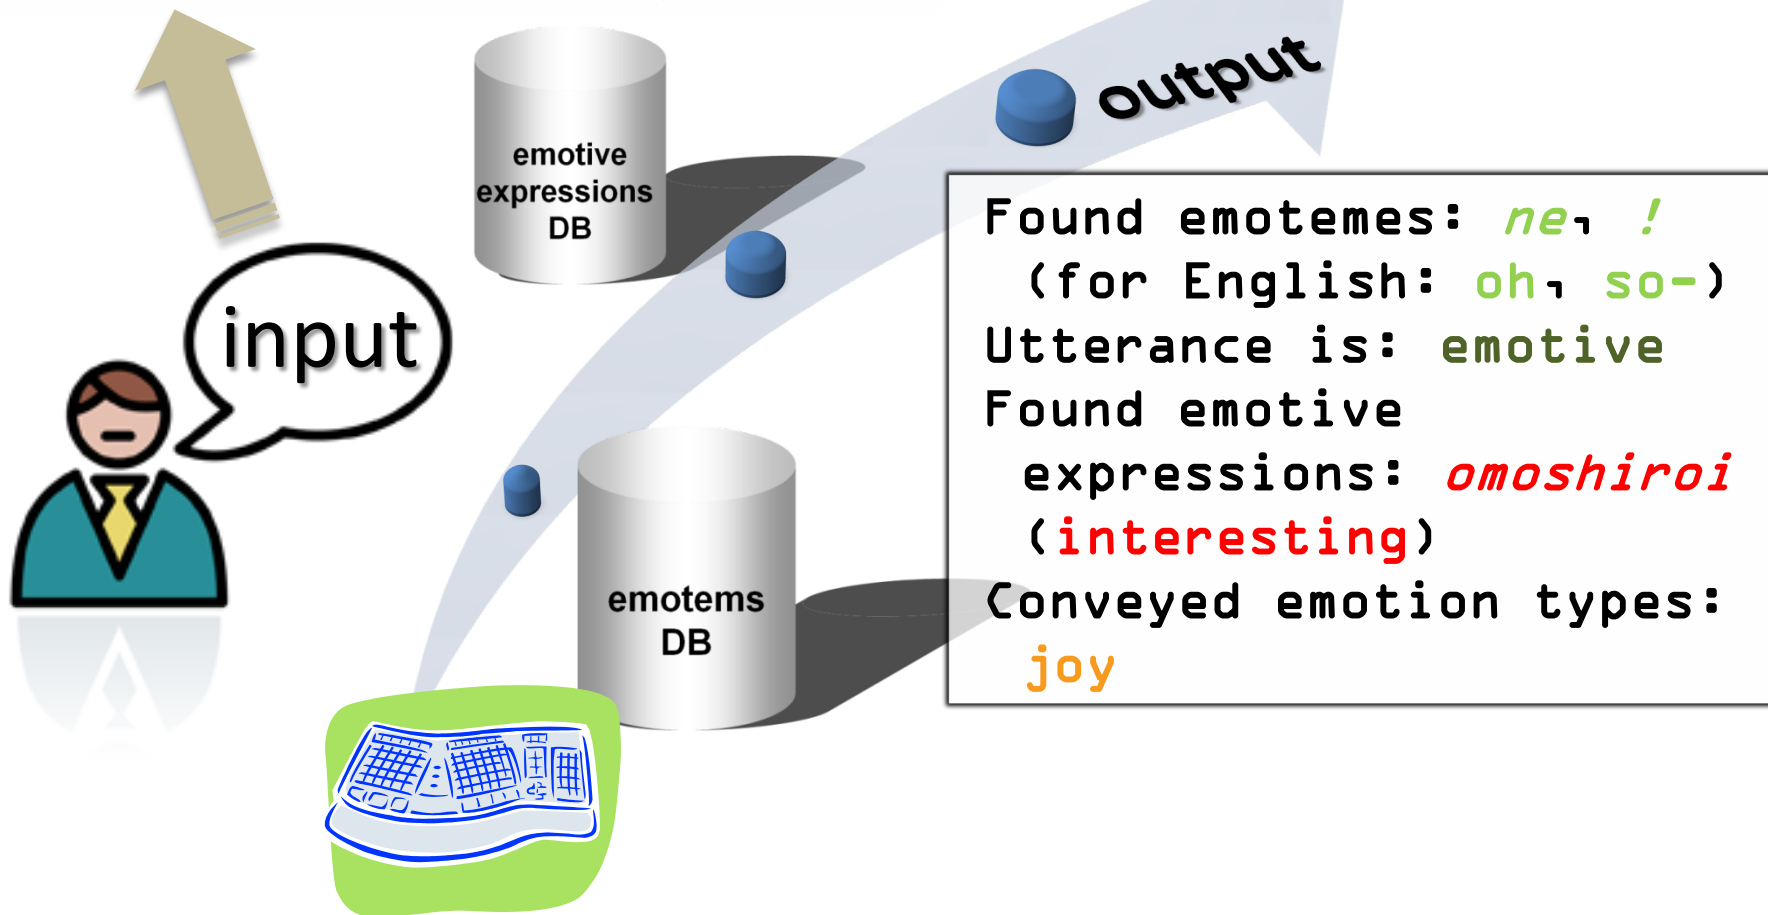 output
emotive
expressions
DB
input
emotems
DB
Found emotemes: ne, !
(for English: oh, so-)
Utterance is: emotive
Found emotive
expressions: omoshiroi
(interesting)
Conveyed emotion types:
joy